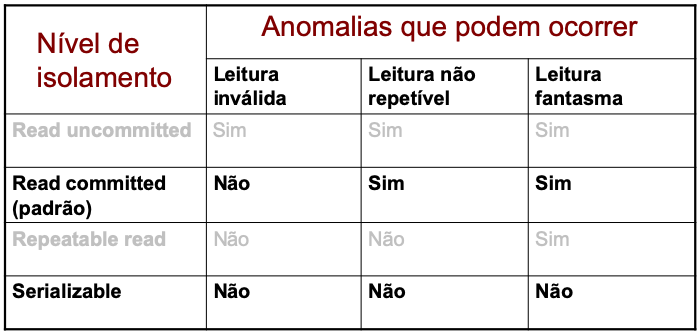 Nível de
isolamento
Anomalias que podem ocorrer
Leitura
inválida
Leitura não
repetível
Leitura
fantasma
Read uncommitted Sim Sim Sim
Read committed
(padrão)
Não Sim Sim
Repeatable read Não Não Sim
Serializable Não Não Não